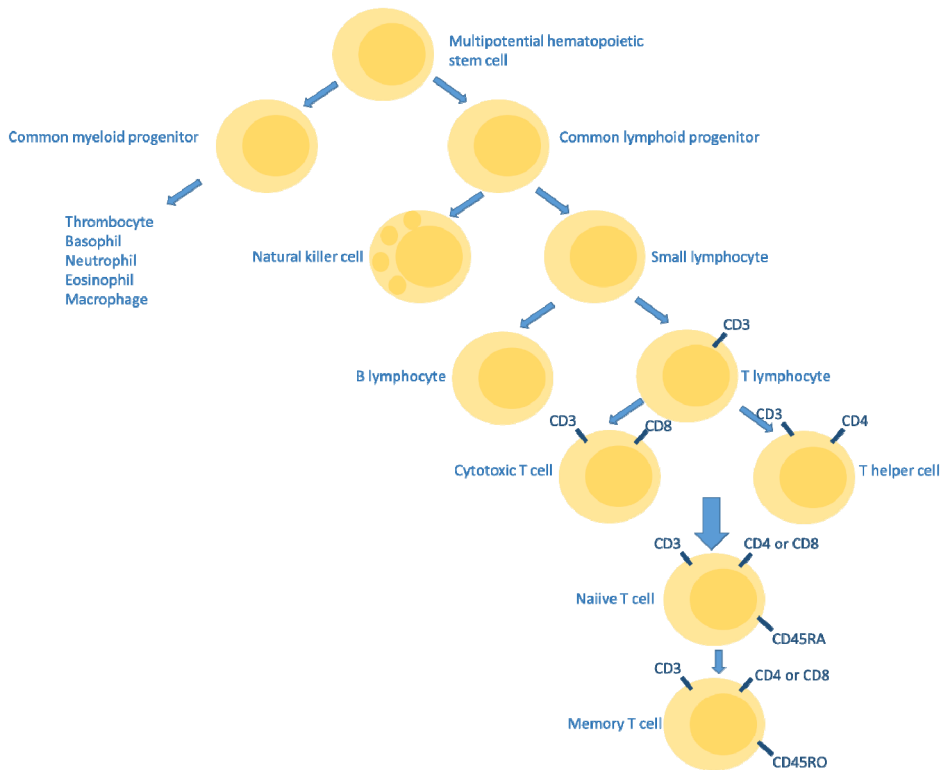 Multipotential hematopoietic
stem cell
Common myeloid progenitor
Common lymphoid progenitor
Thrombocyte
Basophil
Neutrophil
Eosinophil
Macrophage
Natural killer cell
Small lymphocyte
CD3
B lymphocyte
T lymphocyte
CD3
CD8
CD3
CD4
Cytotoxic T cell
T helper cell
CD3
CD4 or CD8
Naiive T cell
CD45RA
CD3
CD4 or CD8
Memory T cell
CD45RO